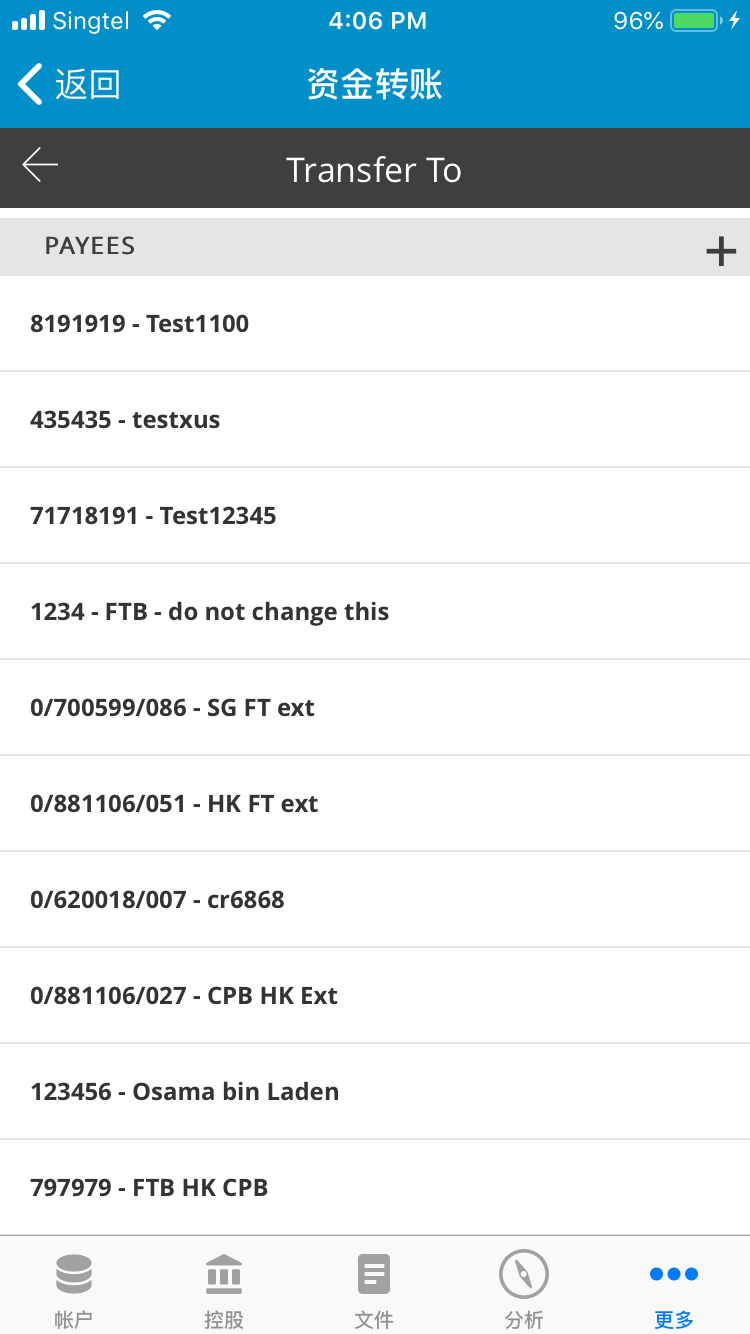 Singtel 4:06 PM 96%
返回 资金转账
Transfer To
PAYEES
8191919 - Test1100
435435 - testxus
71718191 - Test12345
1234 - FTB - do not change this
0/700599/086 - SG FT ext
0/881106/051 - HK FT ext
0/620018/007 - cr6868
0/881106/027 - CPB HK Ext
123456 - Osama bin Laden
797979 - FTB HK CPB
帐户 控股 文件 分析 更多